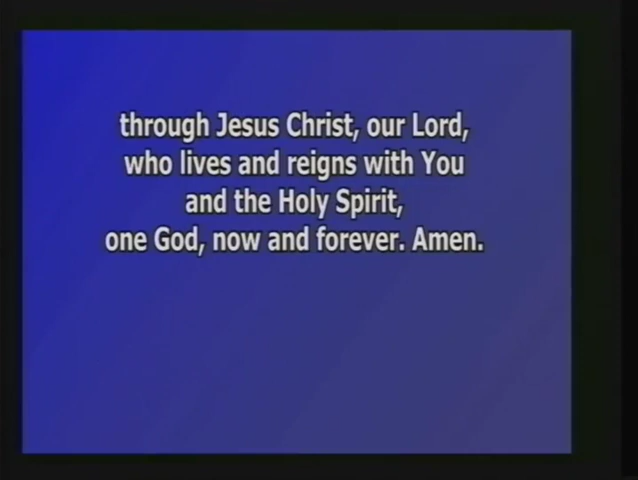 through Jesus Christ, our Lord,
who lives and reigns with You
and the Holy Spirit,
one God, now and forever. Amen.